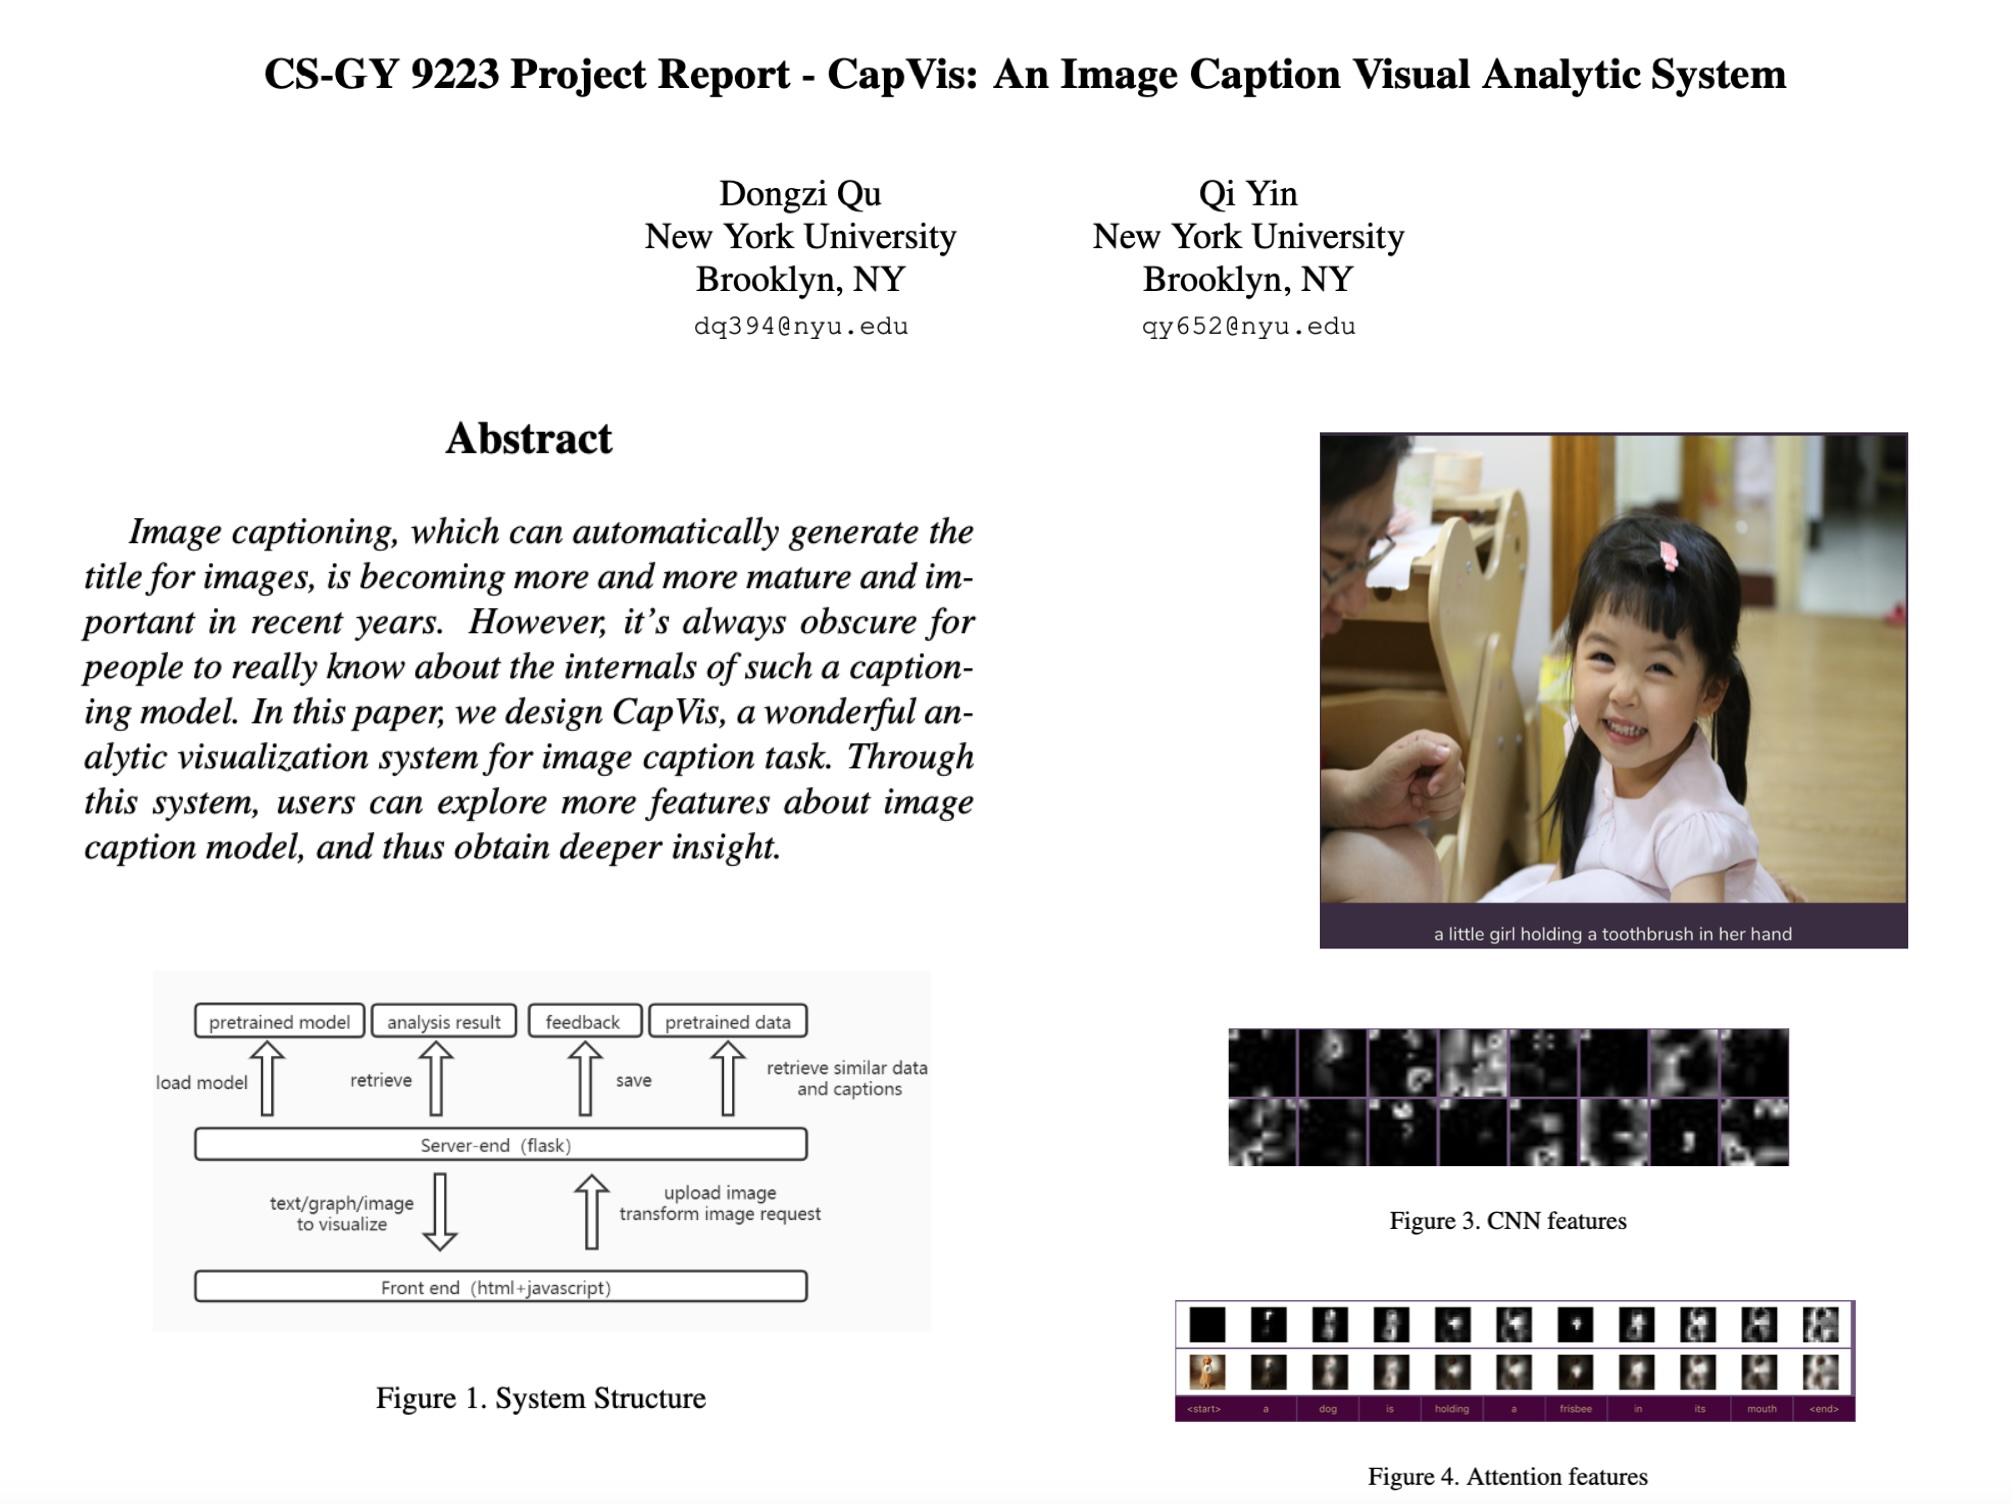 CS-GY 9223 Project Report - CapVis: An Image Caption Visual Analytic System
Dongzi Qu
New York University
Brooklyn, NY
dq394@nyu.edu
Qi Yin
New York University
Brooklyn, NY
qy652@nyu.edu
Abstract
Image captioning, which can automatically generate the
title for images, is becoming more and more mature and im-
portant in recent years. However, it's always obscure for
people to really know about the internals of such a caption-
ing model. In this paper, we design CapVis, a wonderful an-
alytic visualization system for image caption task. Through
this system, users can explore more features about image
caption model, and thus obtain deeper insight.
pretrained model
analysis result
feedback
pretrained data
load model
retrieve
save
retrieve similar data
and captions
Server-end (flask)
text/graph/image
to visualize
upload image
transform image request
Front end (html+javascript)
Figure 1. System Structure
a little girl holding a toothbrush in her hand
Figure 3. CNN features
<start> a dog is holding a frisbee in its mouth <end>
Figure 4. Attention features